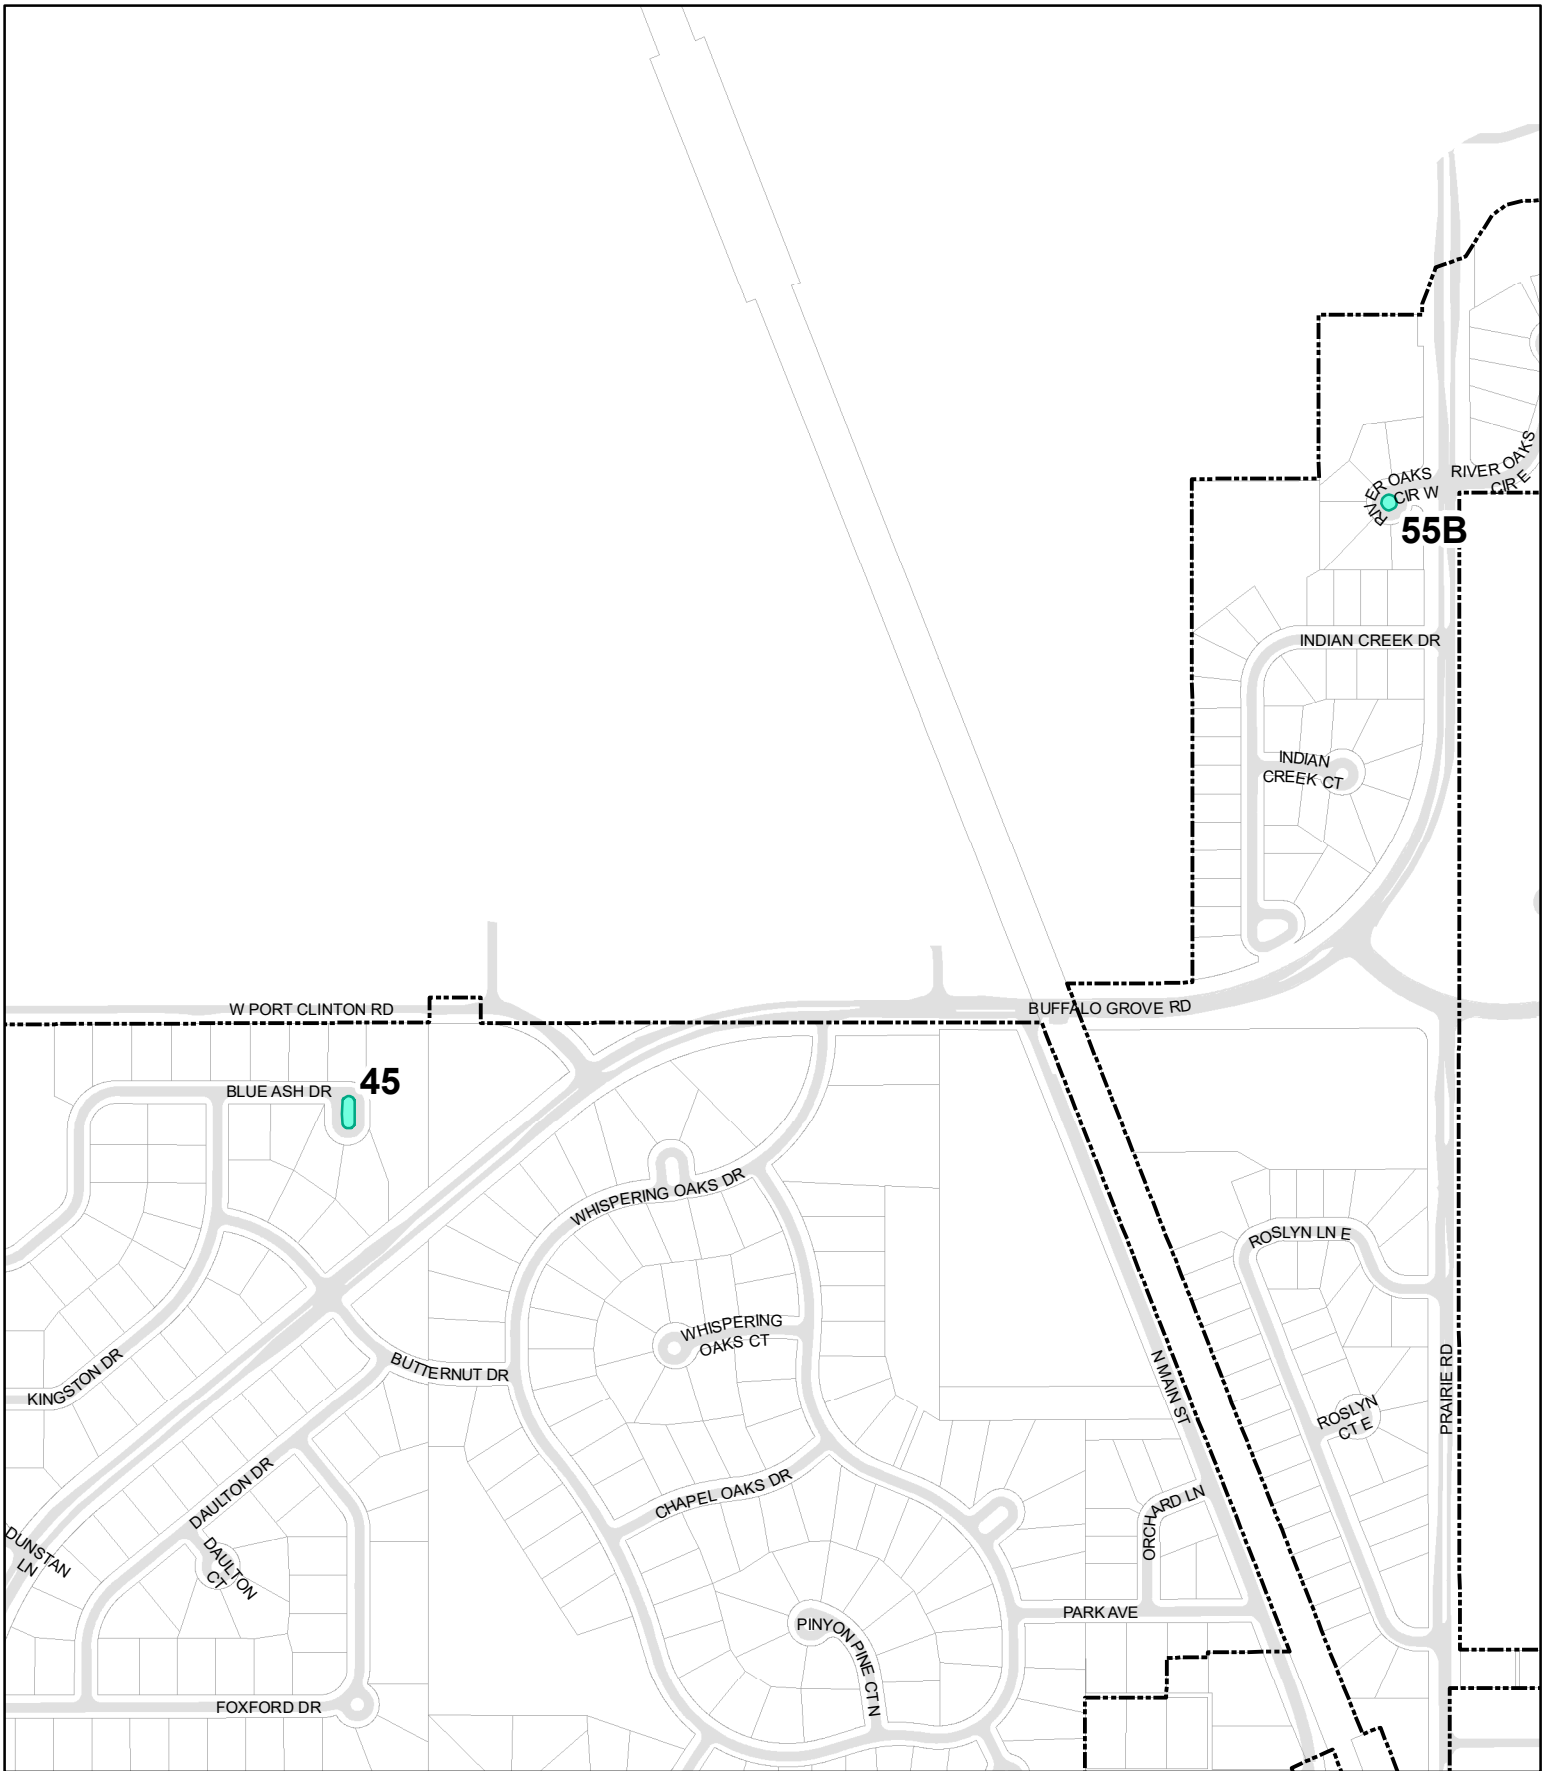 RIVER OAKS
CIR W
RIVER OAKS
CIR E
55B
INDIAN CREEK DR
INDIAN
CREEK CT
W PORT CLINTON RD
BUFFALO GROVE RD
BLUE ASH DR
45
WHISPERING OAKS DR
ROSLYN LN E
WHISPERING
OAKS CT
BUTTERNUT DR
KINGSTON DR
N MAIN ST
PRAIRIE RD
ROSLYN
CT E
CHAPEL OAKS DR
DAULTON DR
ORCHARD LN
DUNSTAN
LN
DAULTON
CT
PARK AVE
PINYON PINE CT N
FOXFORD DR